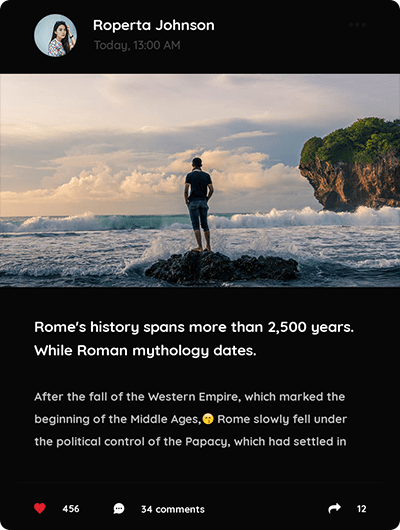 Roperta Johnson
Today, 13:00 AM
Rome's history spans more than 2,500 years.
While Roman mythology dates.
After the fall of the Western Empire, which marked the
beginning of the Middle Ages,😙 Rome slowly fell under
the political control of the Papacy, which had settled in
456
34 comments
12